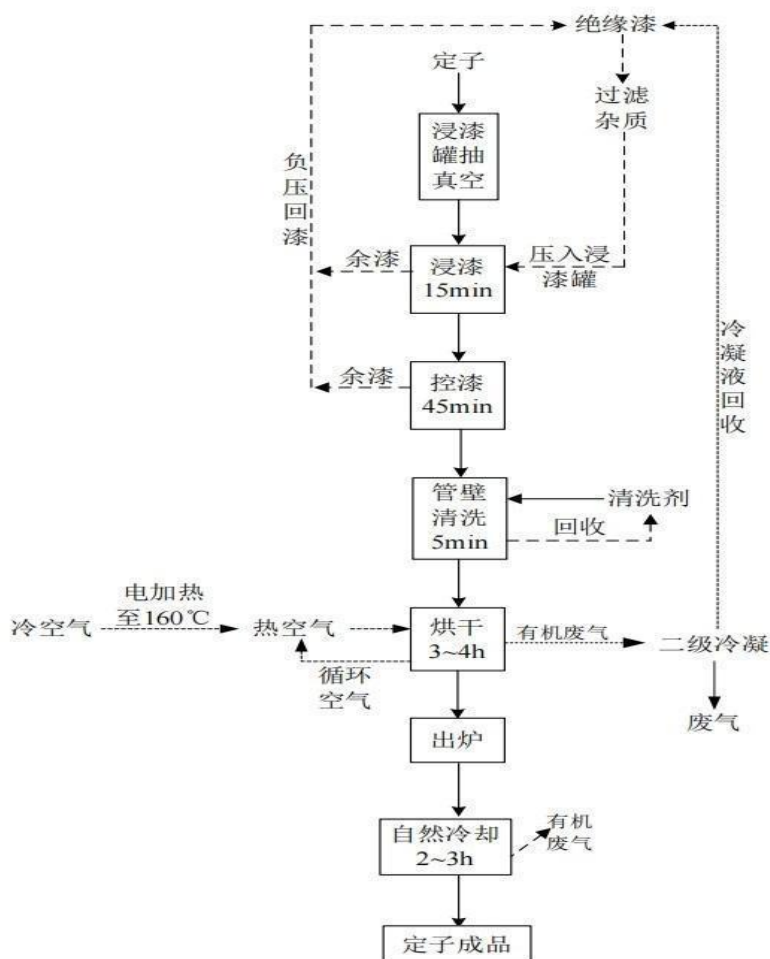 绝缘漆
定子
过滤
杂质
浸漆
罐抽
真空
负压回漆
余漆
浸漆
15min
压入浸
漆罐
冷凝液回收
余漆
控漆
45min
管壁
清洗
5min
清洗剂
回收
电加热
至160℃
冷空气
热空气
烘干
3~4h
有机废气
二级冷凝
循环
空气
废气
出炉
自然冷却
2~3h
有机
废气
定子成品